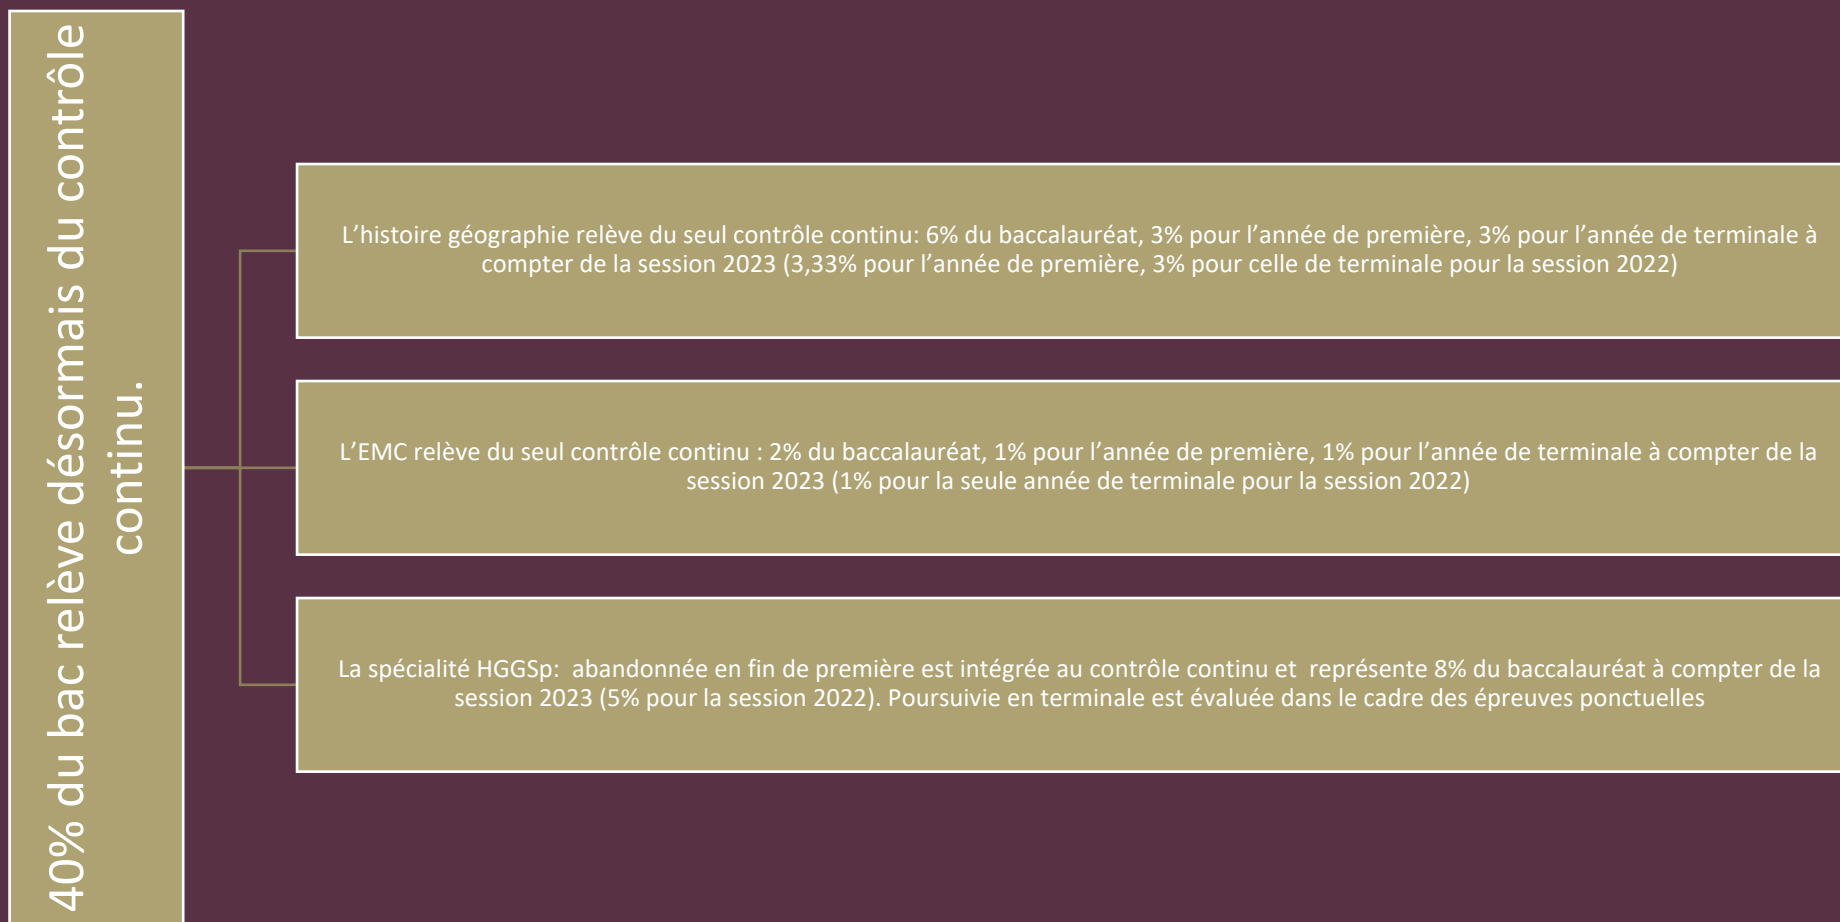 40% du bac relève désormais du contrôle
continu.
L’histoire géographie relève du seul contrôle continu: 6% du baccalauréat, 3% pour l’année de première, 3% pour l’année de terminale à
compter de la session 2023 (3,33% pour l’année de première, 3% pour celle de terminale pour la session 2022)
L’EMC relève du seul contrôle continu : 2% du baccalauréat, 1% pour l’année de première, 1% pour l’année de terminale à compter de la
session 2023 (1% pour la seule année de terminale pour la session 2022)
La spécialité HGGSp:  abandonnée en fin de première est intégrée au contrôle continu et  représente 8% du baccalauréat à compter de la
session 2023 (5% pour la session 2022). Poursuivie en terminale est évaluée dans le cadre des épreuves ponctuelles